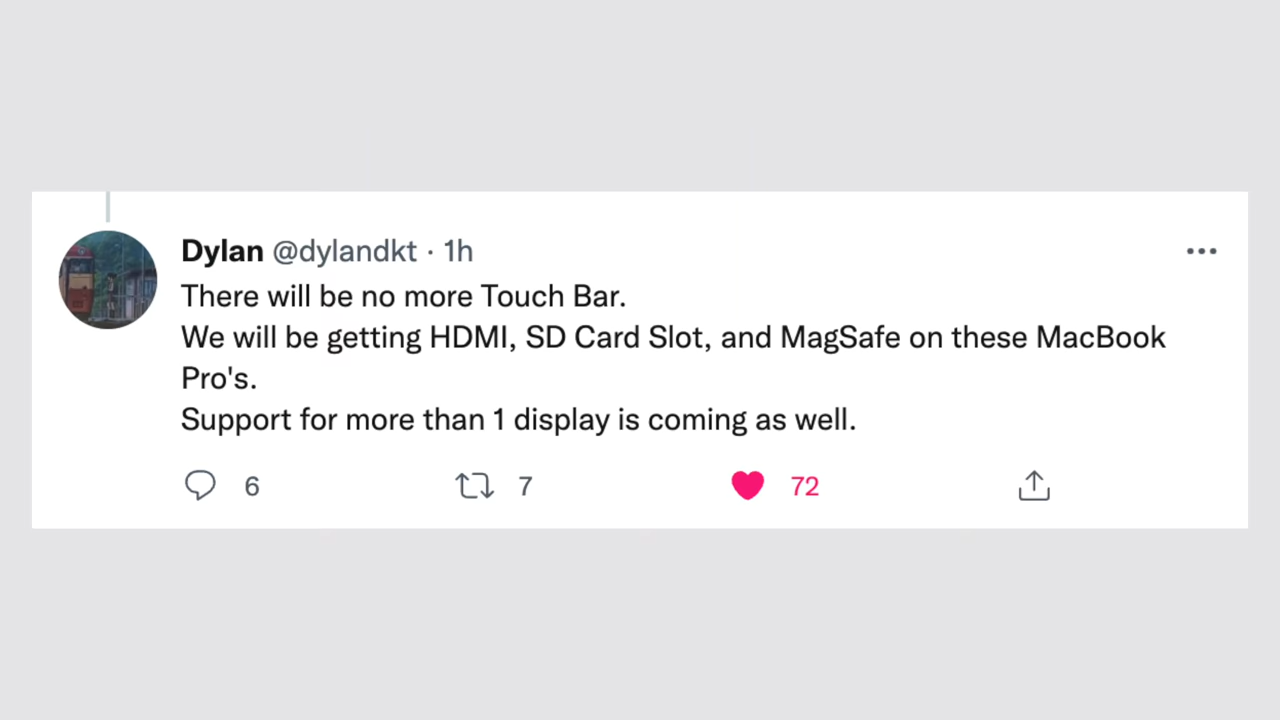 Dylan @dylandkt · 1h
There will be no more Touch Bar.
We will be getting HDMI, SD Card Slot, and MagSafe on these MacBook
Pro's.
Support for more than 1 display is coming as well.
6 7 72